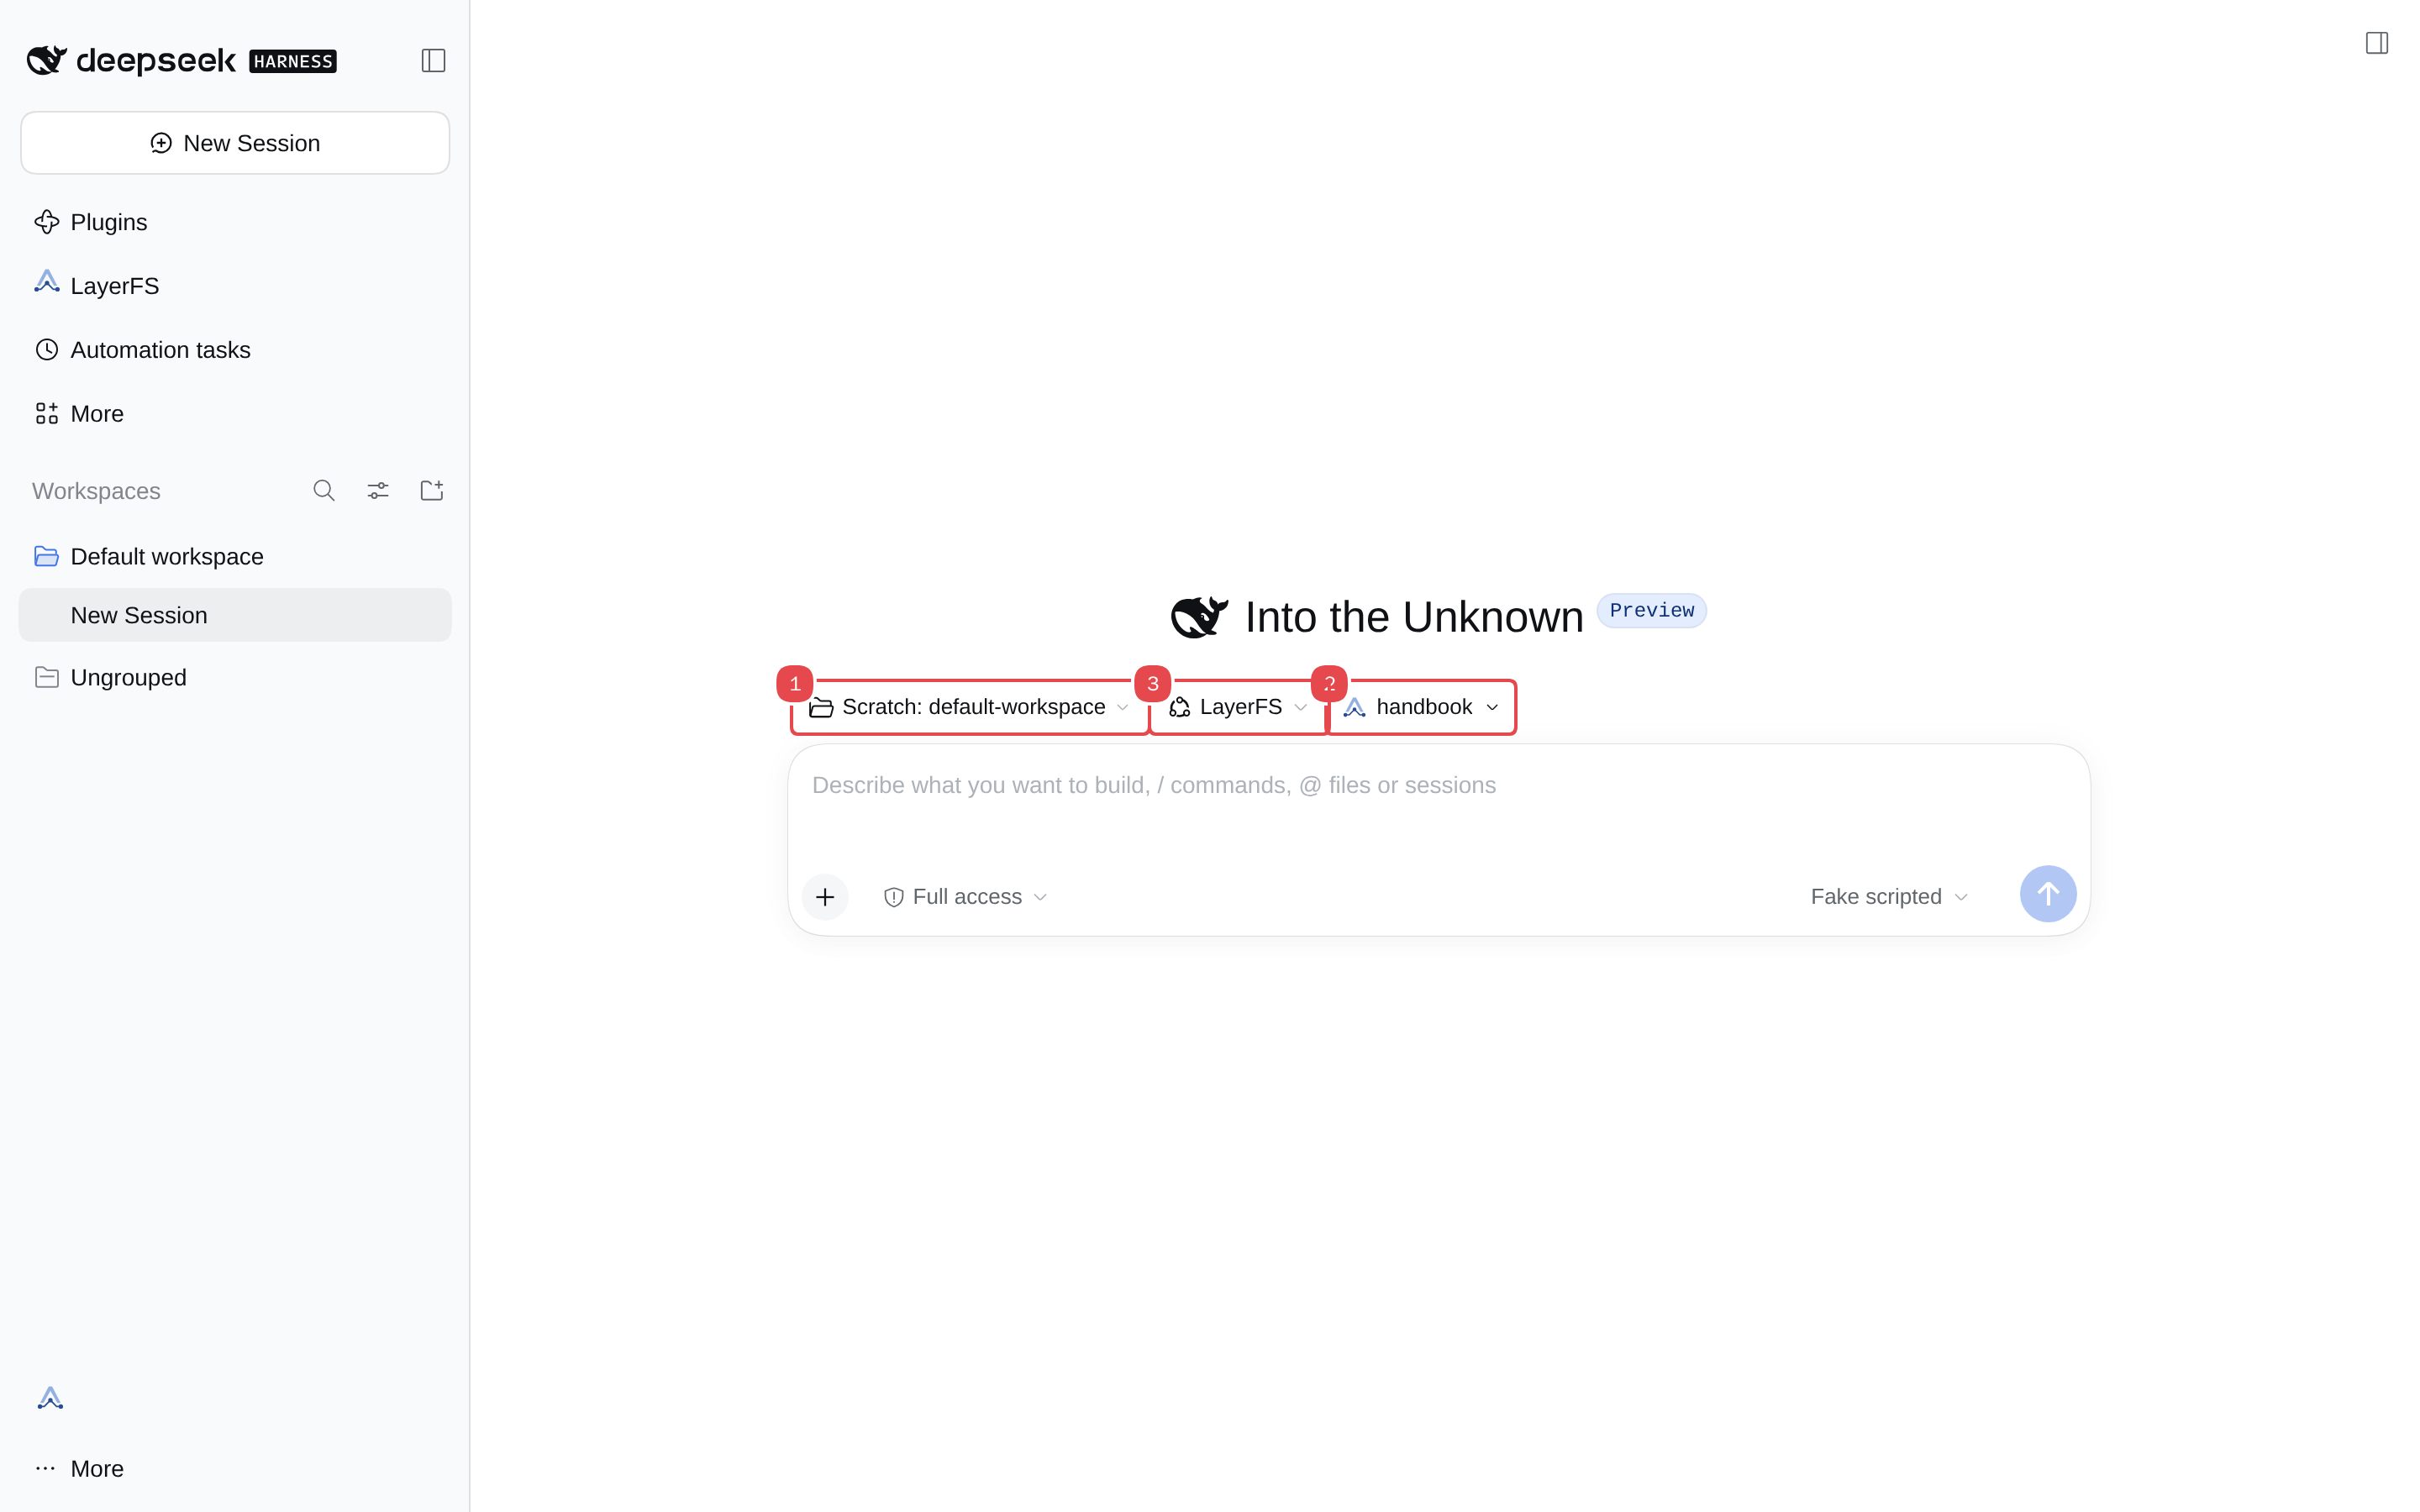 deepseek HARNESS
New Session
Plugins
LayerFS
Automation tasks
More
Workspaces
Default workspace
New Session
Ungrouped
More
Into the Unknown Preview
1 Scratch: default-workspace 3 LayerFS 2 handbook
Describe what you want to build, / commands, @ files or sessions
Full access Fake scripted